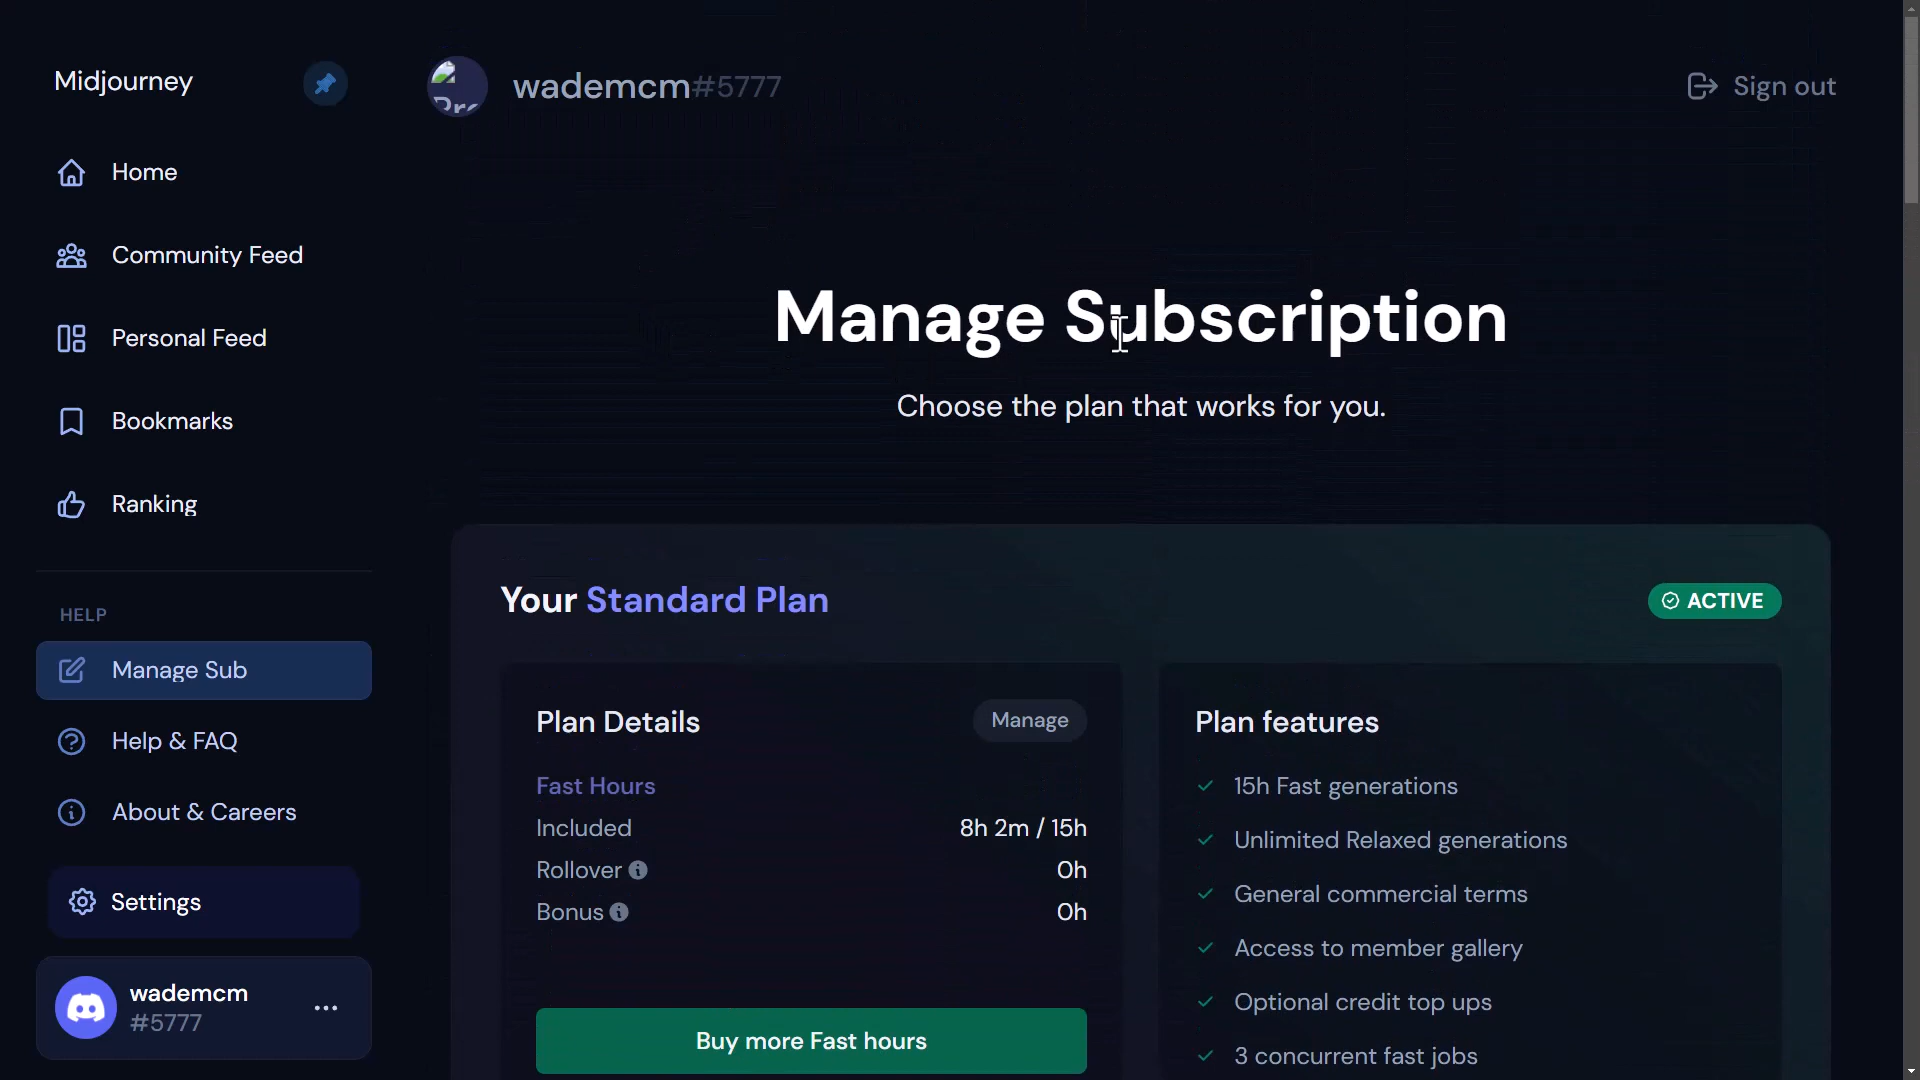 Midjourney
Home
Community Feed
Personal Feed
Bookmarks
Ranking
HELP
Manage Sub
Help & FAQ
About & Careers
Settings
wademcm
#5777
wademcm#5777
Sign out
Manage Subscription
Choose the plan that works for you.
Your Standard Plan
ACTIVE
Plan Details
Manage
Fast Hours
Included 8h 2m / 15h
Rollover 0h
Bonus 0h
Buy more Fast hours
Plan features
15h Fast generations
Unlimited Relaxed generations
General commercial terms
Access to member gallery
Optional credit top ups
3 concurrent fast jobs